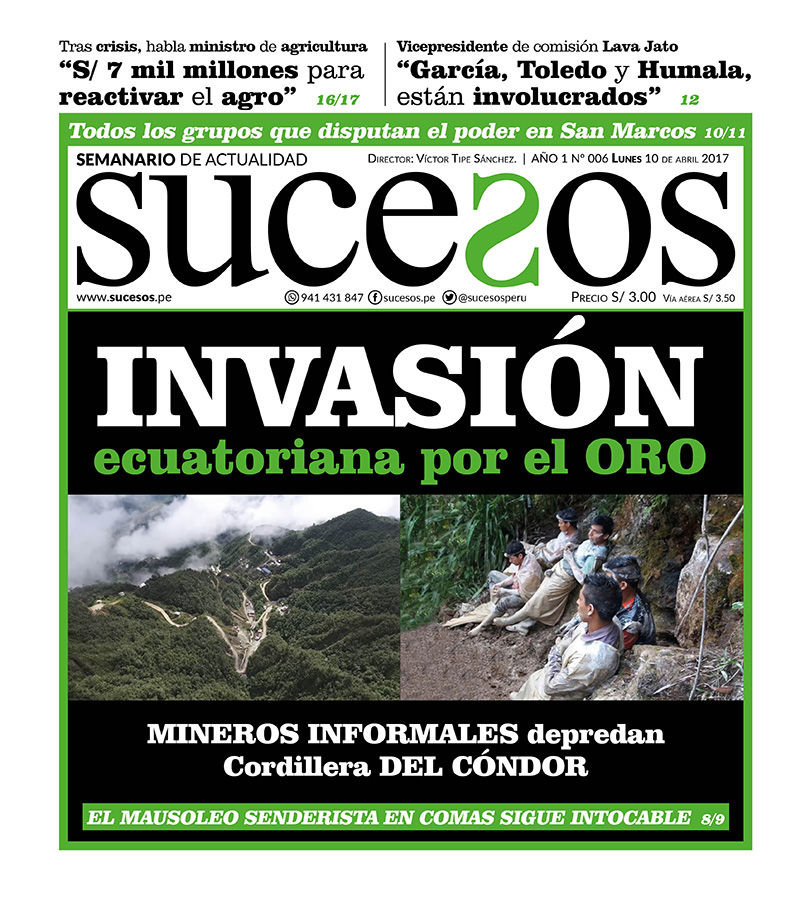 Tras crisis, habla ministro de agricultura
“S/ 7 mil millones para
reactivar el agro” 16/17
Vicepresidente de comisión Lava Jato
“García, Toledo y Humala,
están involucrados” 12
Todos los grupos que disputan el poder en San Marcos 10/11
SEMANARIO DE ACTUALIDAD
DIRECTOR: VÍCTOR TIPE SÁNCHEZ. | AÑO 1 Nº 006 LUNES 10 DE ABRIL 2017
sucesos
www.sucesos.pe
941 431 847 sucesos.pe @sucesosperu
PRECIO S/ 3.00 VÍA AÉREA S/ 3.50
INVASIÓN
ecuatoriana por el ORO
MINEROS INFORMALES depredan
Cordillera DEL CÓNDOR
EL MAUSOLEO SENDERISTA EN COMAS SIGUE INTOCABLE 8/9